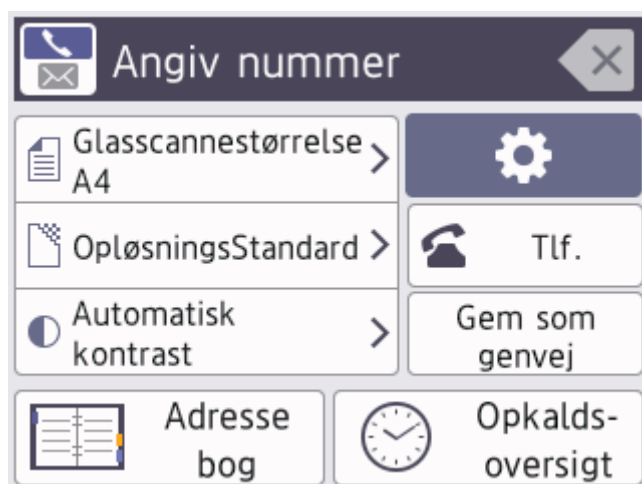 Angiv nummer
Glasscannestørrelse
A4
OpløsningsStandard
Tlf.
Automatisk
kontrast
Gem som
genvej
Adresse
bog
Opkalds-
oversigt